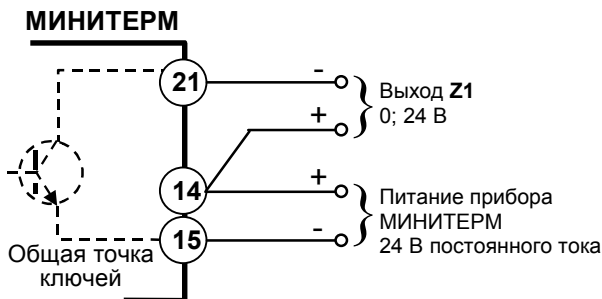 МИНИТЕРМ
21
-
+
Выход Z1
0; 24 В
14
+
15
-
Питание прибора
МИНИТЕРМ
24 В постоянного тока
Общая точка
ключей